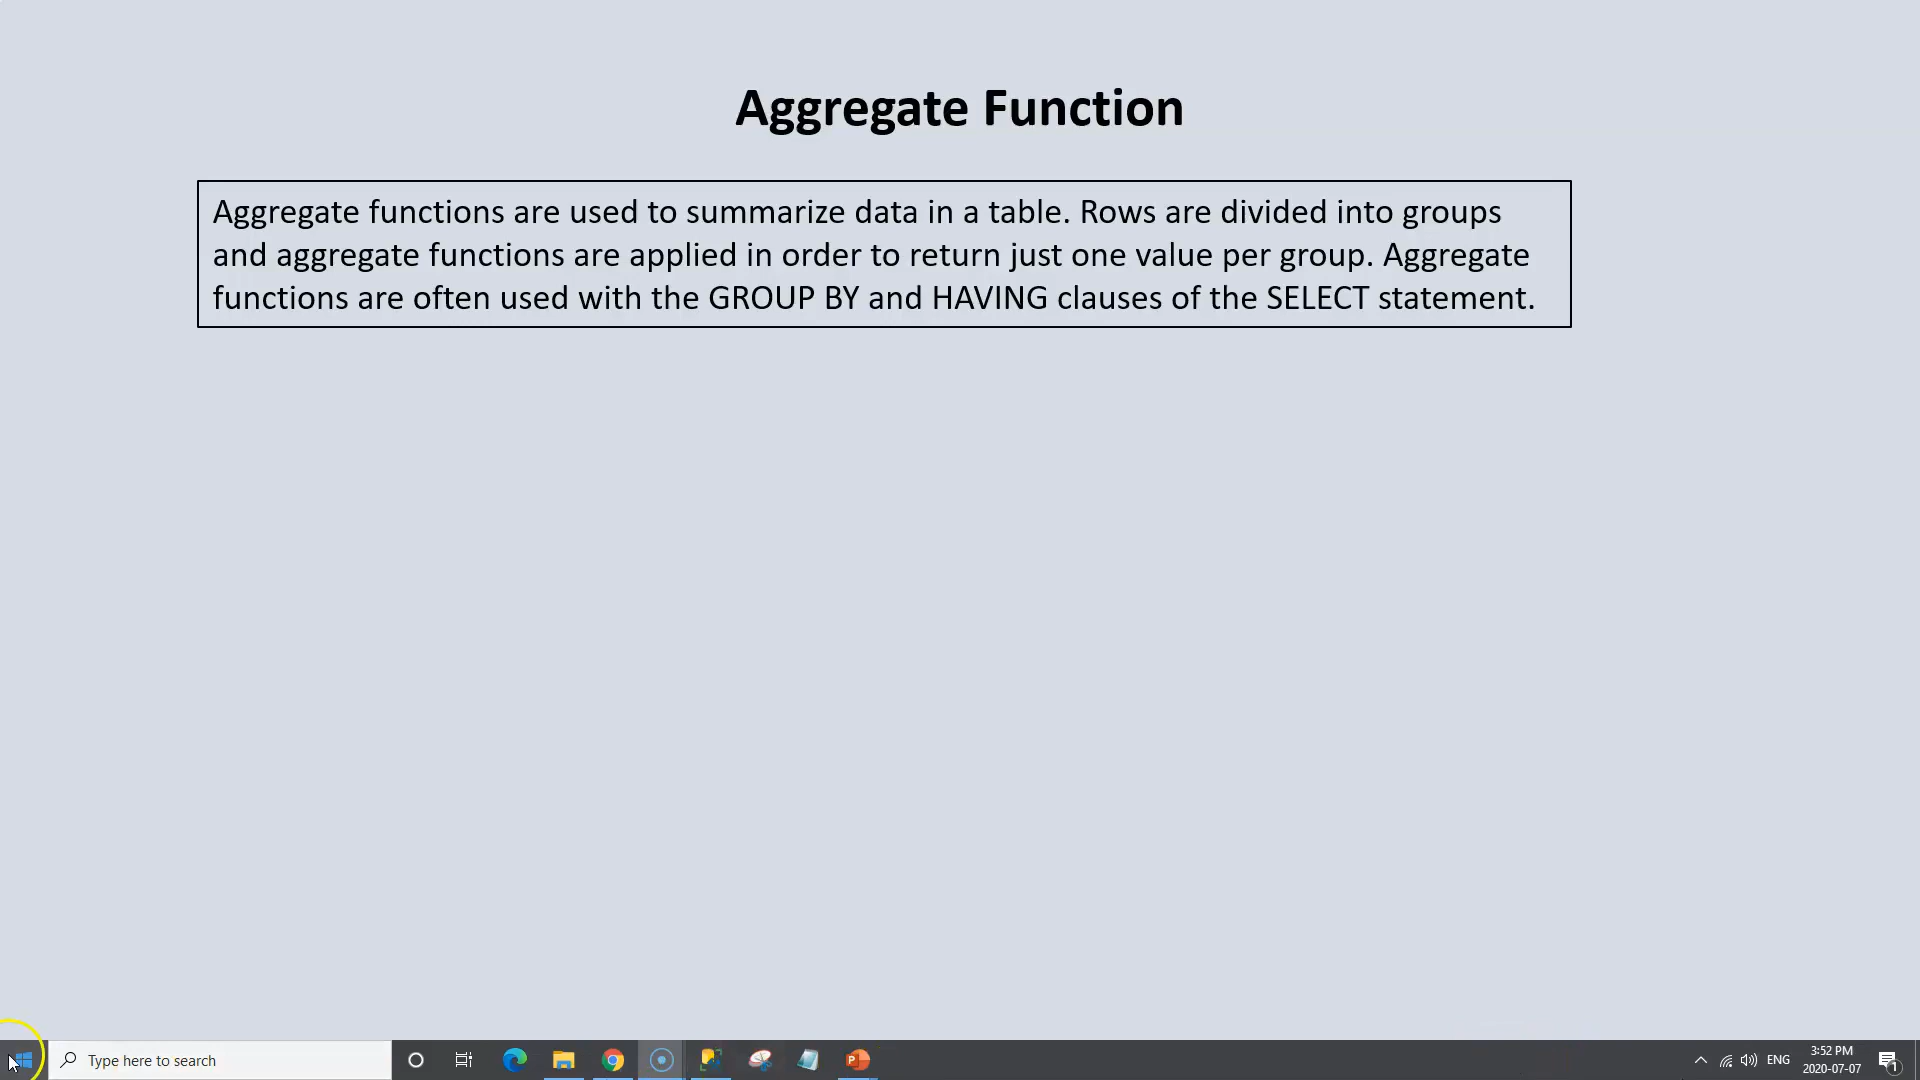 Aggregate Function
Aggregate functions are used to summarize data in a table. Rows are divided into groups
and aggregate functions are applied in order to return just one value per group. Aggregate
functions are often used with the GROUP BY and HAVING clauses of the SELECT statement.
Type here to search
ENG
3:52 PM
2020-07-07
1